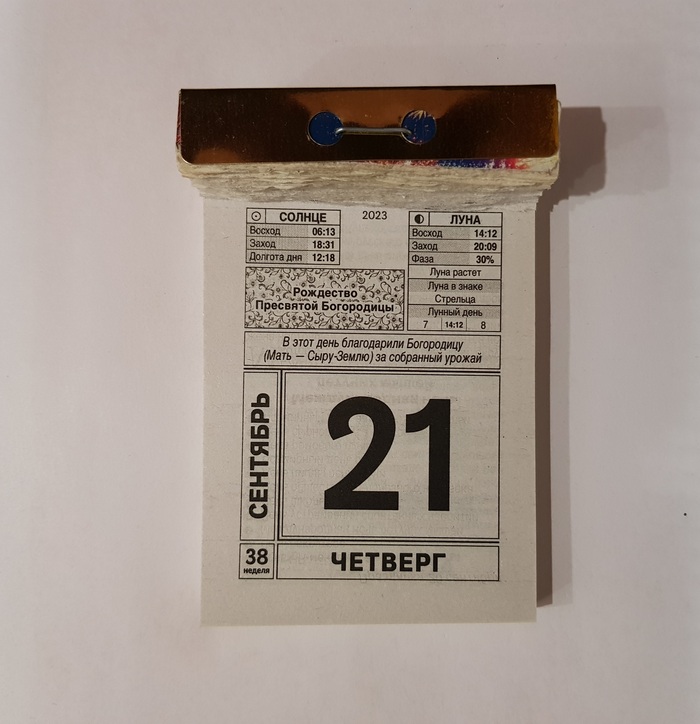 2023
СОЛНЦЕ
Восход 06:13
Заход 18:31
Долгота дня 12:18
ЛУНА
Восход 14:12
Заход 20:09
Фаза 30%
Луна растет
Луна в знаке
Стрельца
Лунный день
7 14:12 8
Рождество
Пресвятой Богородицы
В этот день благодарили Богородицу
(Мать — Сыру-Землю) за собранный урожай
СЕНТЯБРЬ
21
38
неделя
ЧЕТВЕРГ